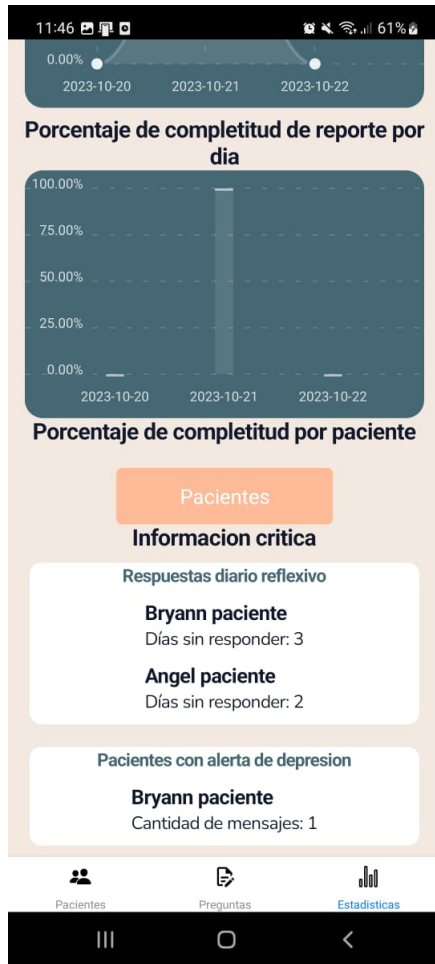 11:46 61%
0.00%
2023-10-20 2023-10-21 2023-10-22
Porcentaje de completitud de reporte por
dia
100.00%
75.00%
50.00%
25.00%
0.00%
2023-10-20 2023-10-21 2023-10-22
Porcentaje de completitud por paciente
Pacientes
Informacion critica
Respuestas diario reflexivo
Bryann paciente
Días sin responder: 3
Angel paciente
Días sin responder: 2
Pacientes con alerta de depresion
Bryann paciente
Cantidad de mensajes: 1
Pacientes Preguntas Estadisticas